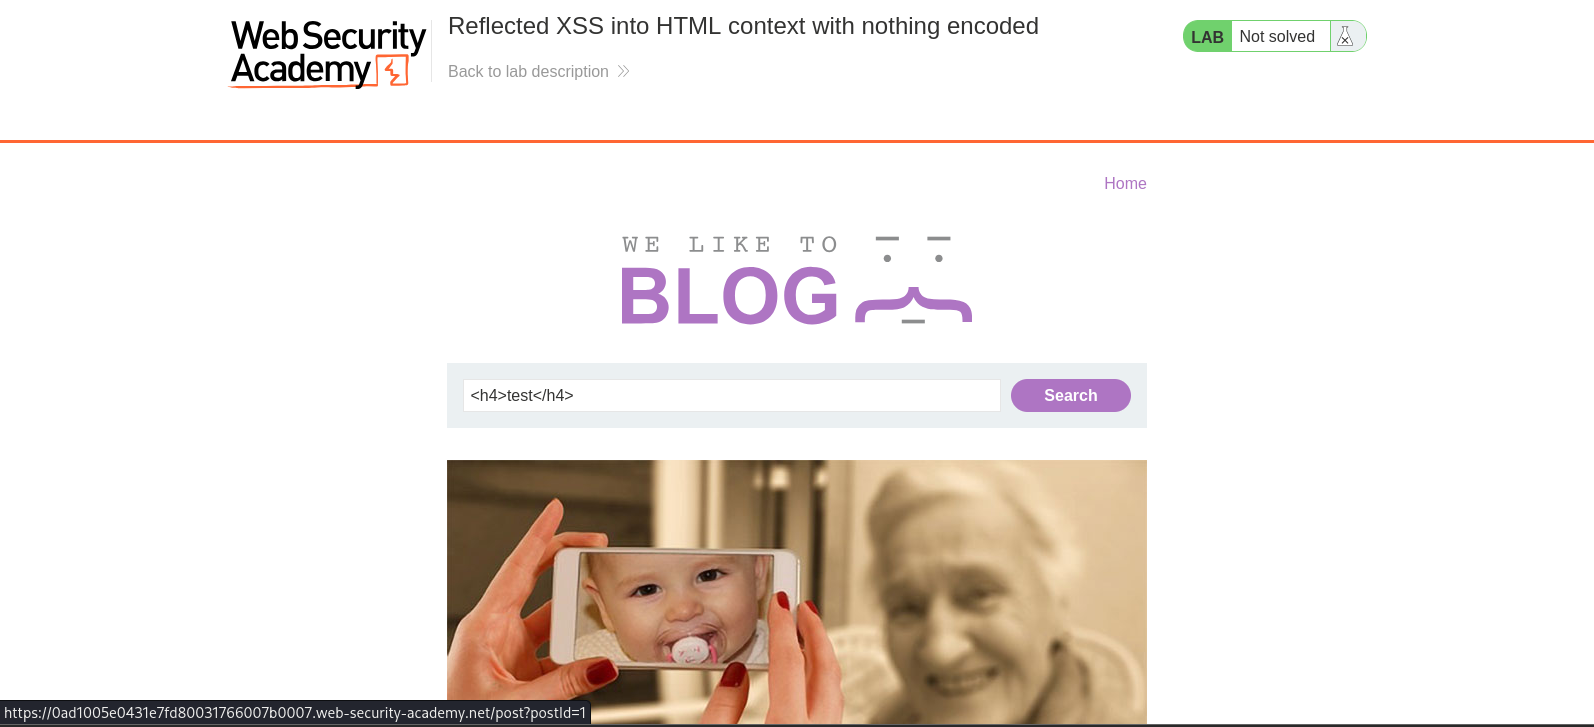 Web Security
Academy
Reflected XSS into HTML context with nothing encoded
Back to lab description
LAB Not solved
Home
WE LIKE TO
BLOG
<h4>test</h4>
Search
https://0ad1005e0431e7fd80031766007b0007.web-security-academy.net/post?postId=1